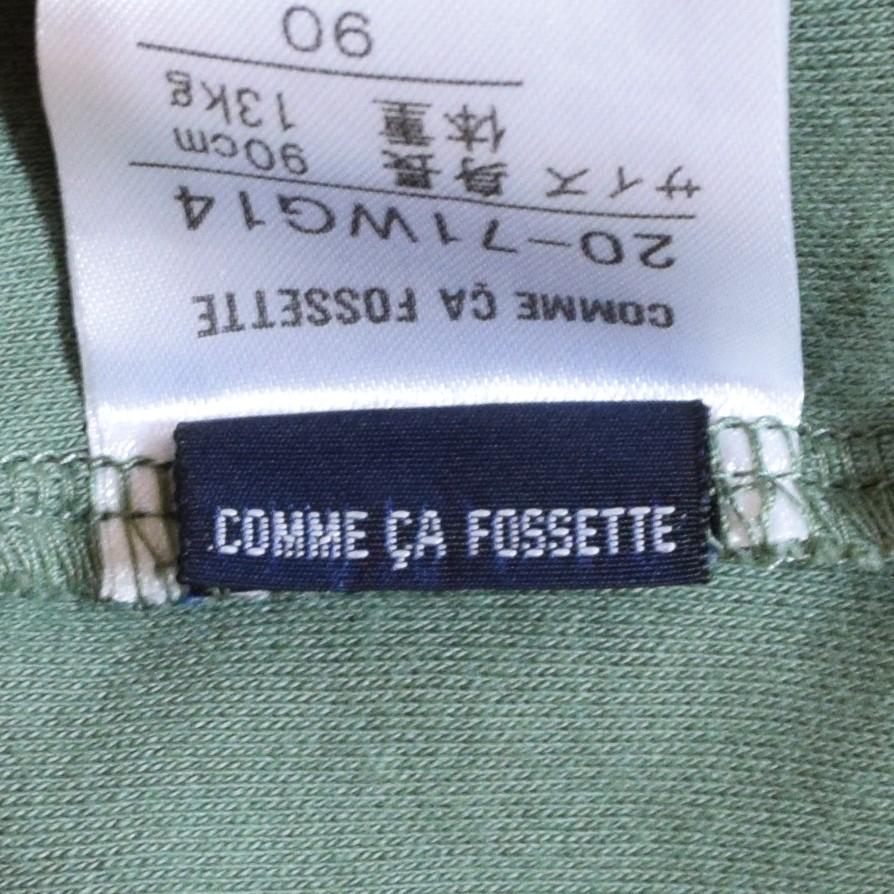 COMME ÇA FOSSETTE
20-71WG14
サイズ 身長 90cm
体重 13kg
90
COMME ÇA FOSSETTE